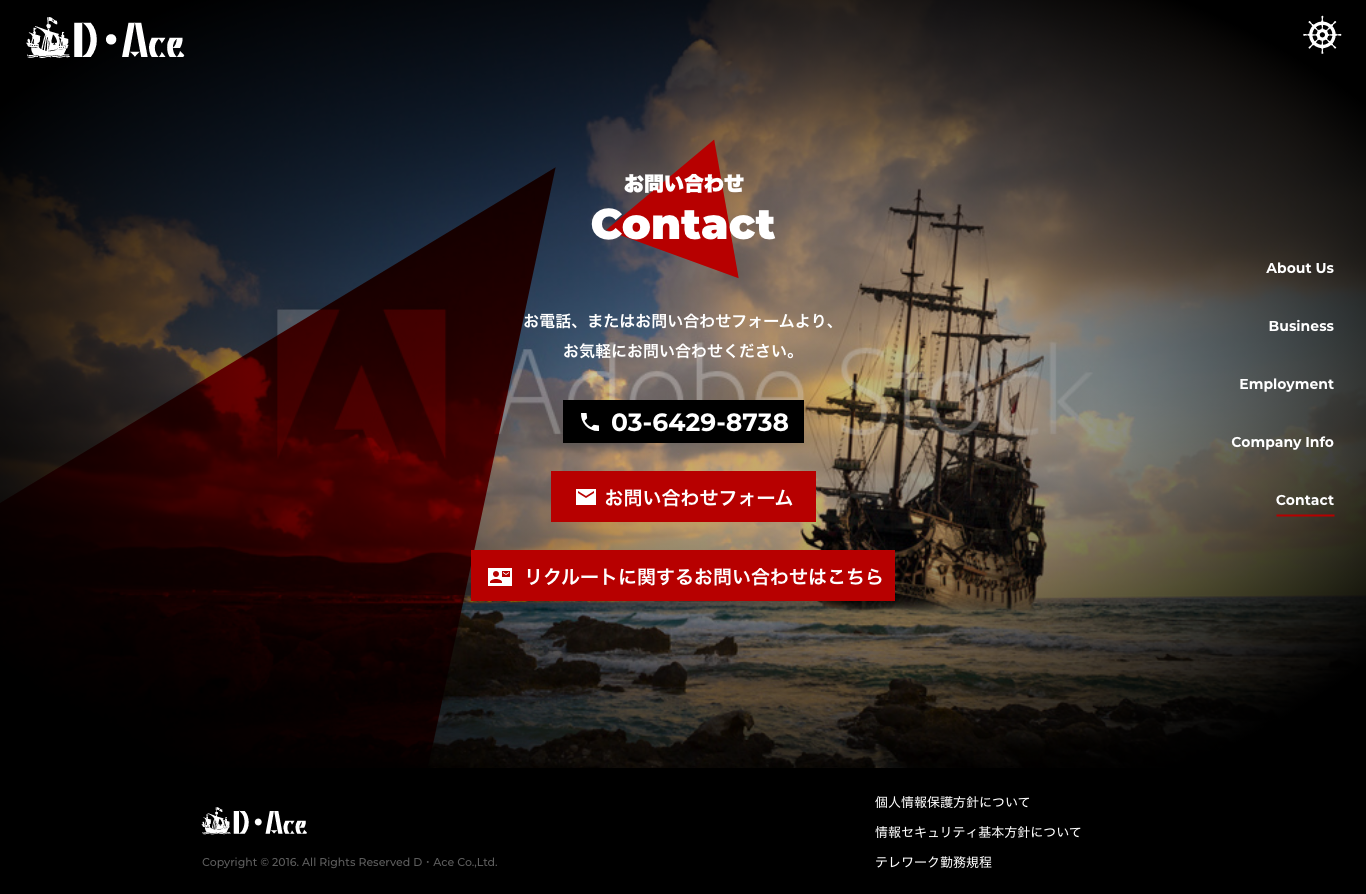 D・Ace
お問い合わせ
Contact
お電話、またはお問い合わせフォームより、
お気軽にお問い合わせください。
Adobe Stock
03-6429-8738
お問い合わせフォーム
リクルートに関するお問い合わせはこちら
About Us
Business
Employment
Company Info
Contact
D・Ace
Copyright © 2016. All Rights Reserved D・Ace Co.,Ltd.
個人情報保護方針について
情報セキュリティ基本方針について
テレワーク勤務規程